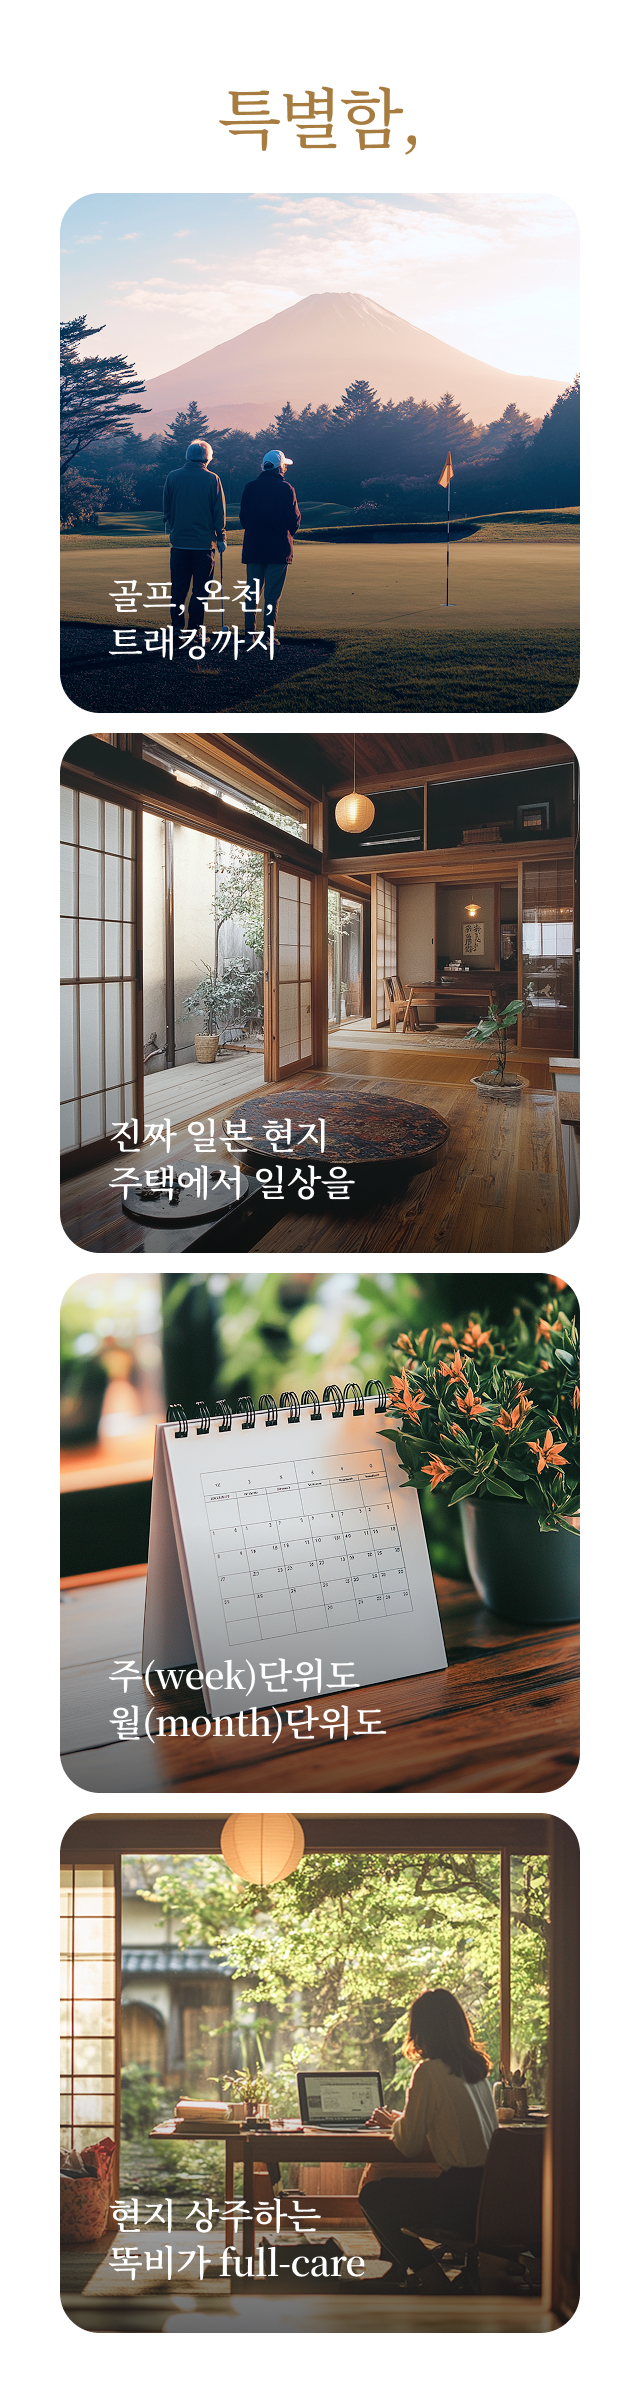 특별함,
골프, 온천,
트래킹까지
진짜 일본 현지
주택에서 일상을
주(week)단위도
월(month)단위도
현지 상주하는
똑비가 full-care